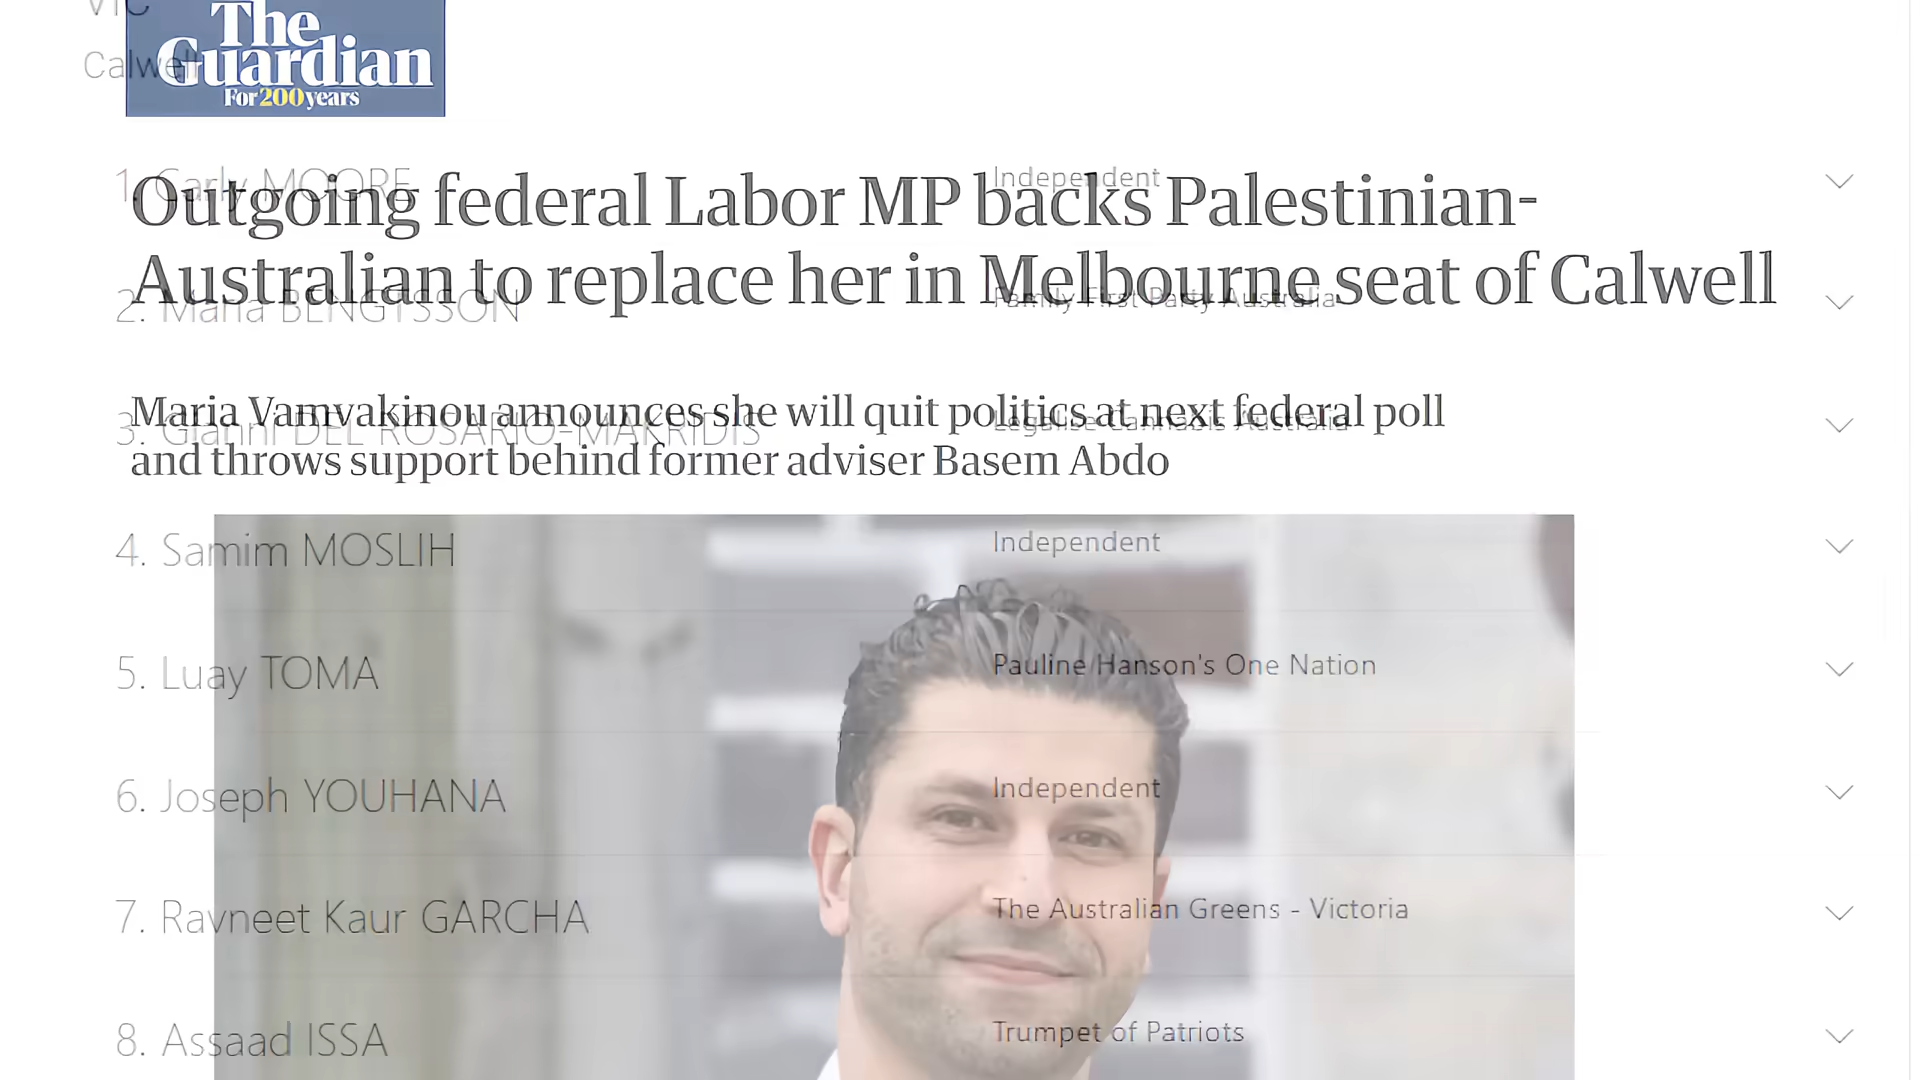 VIC
Calwell
The
Guardian
For 200 years
Outgoing federal Labor MP backs Palestinian-
Australian to replace her in Melbourne seat of Calwell
Maria Vamvakinou announces she will quit politics at next federal poll
and throws support behind former adviser Basem Abdo
1. Carly MOORE Independent
2. Maria BENGTSSON Family First Party Australia
3. Gianni DEL ROSARIO-MAKRIDIS Legalise Cannabis Australia
4. Samim MOSLIH Independent
5. Luay TOMA Pauline Hanson's One Nation
6. Joseph YOUHANA Independent
7. Ravneet Kaur GARCHA The Australian Greens - Victoria
8. Assaad ISSA Trumpet of Patriots